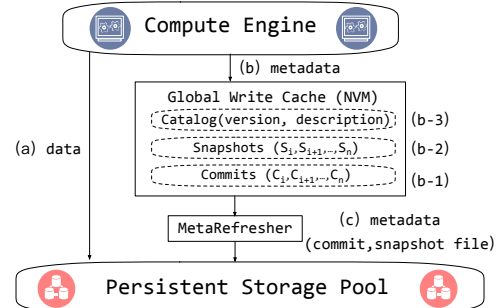 Compute Engine
(b) metadata
Global Write Cache (NVM)
Catalog(version, description)
(b-3)
(a) data
Snapshots (Sᵢ,Sᵢ₊₁,…,Sₙ)
(b-2)
Commits (Cᵢ,Cᵢ₊₁,…,Cₙ)
(b-1)
MetaRefresher
(c) metadata
(commit,snapshot file)
Persistent Storage Pool